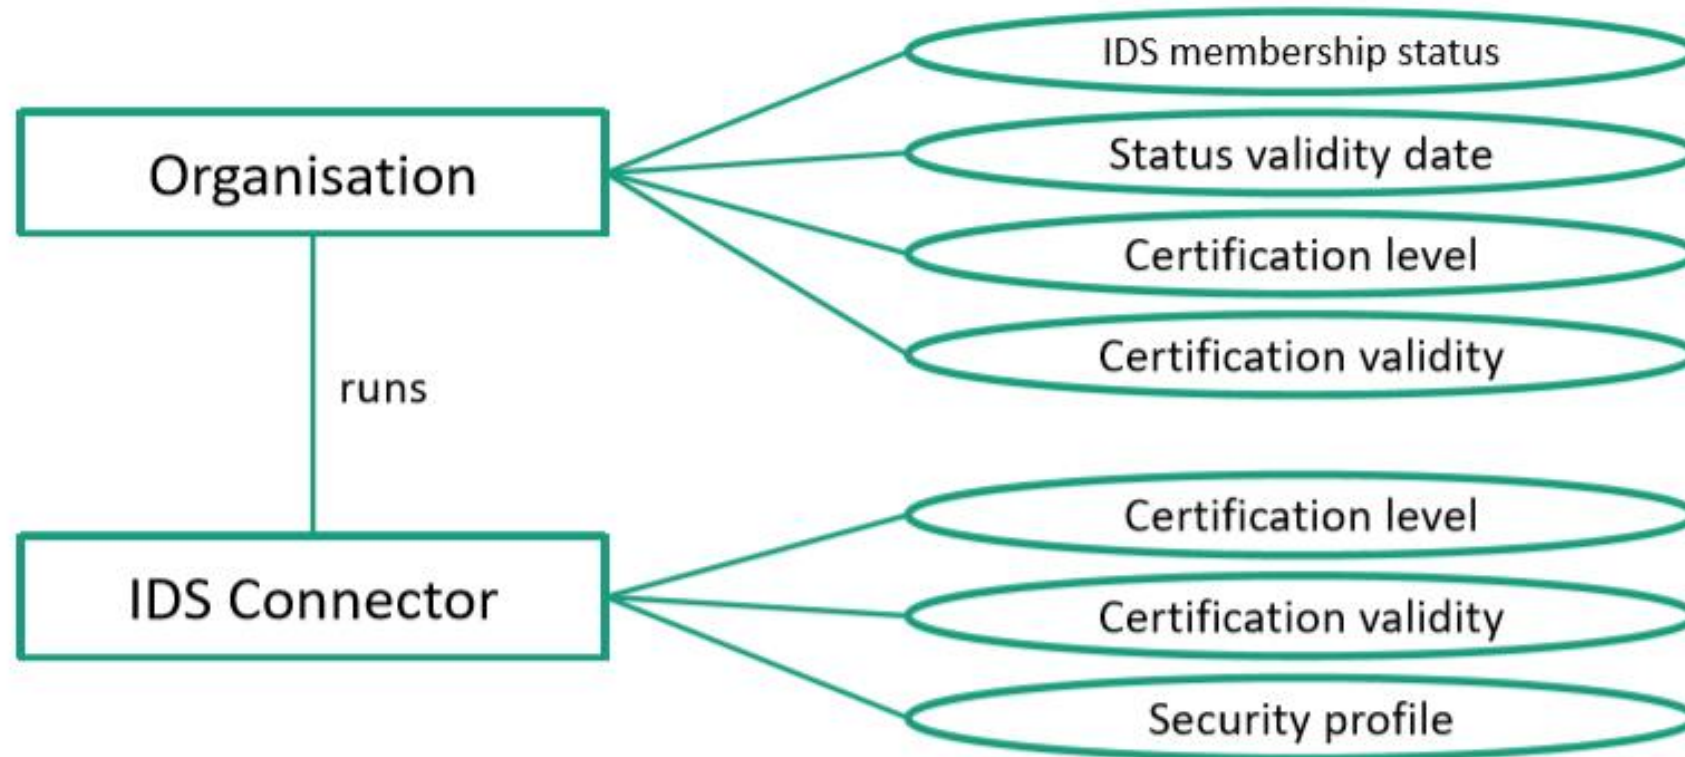 Organisation
IDS membership status
Status validity date
Certification level
Certification validity
runs
IDS Connector
Certification level
Certification validity
Security profile